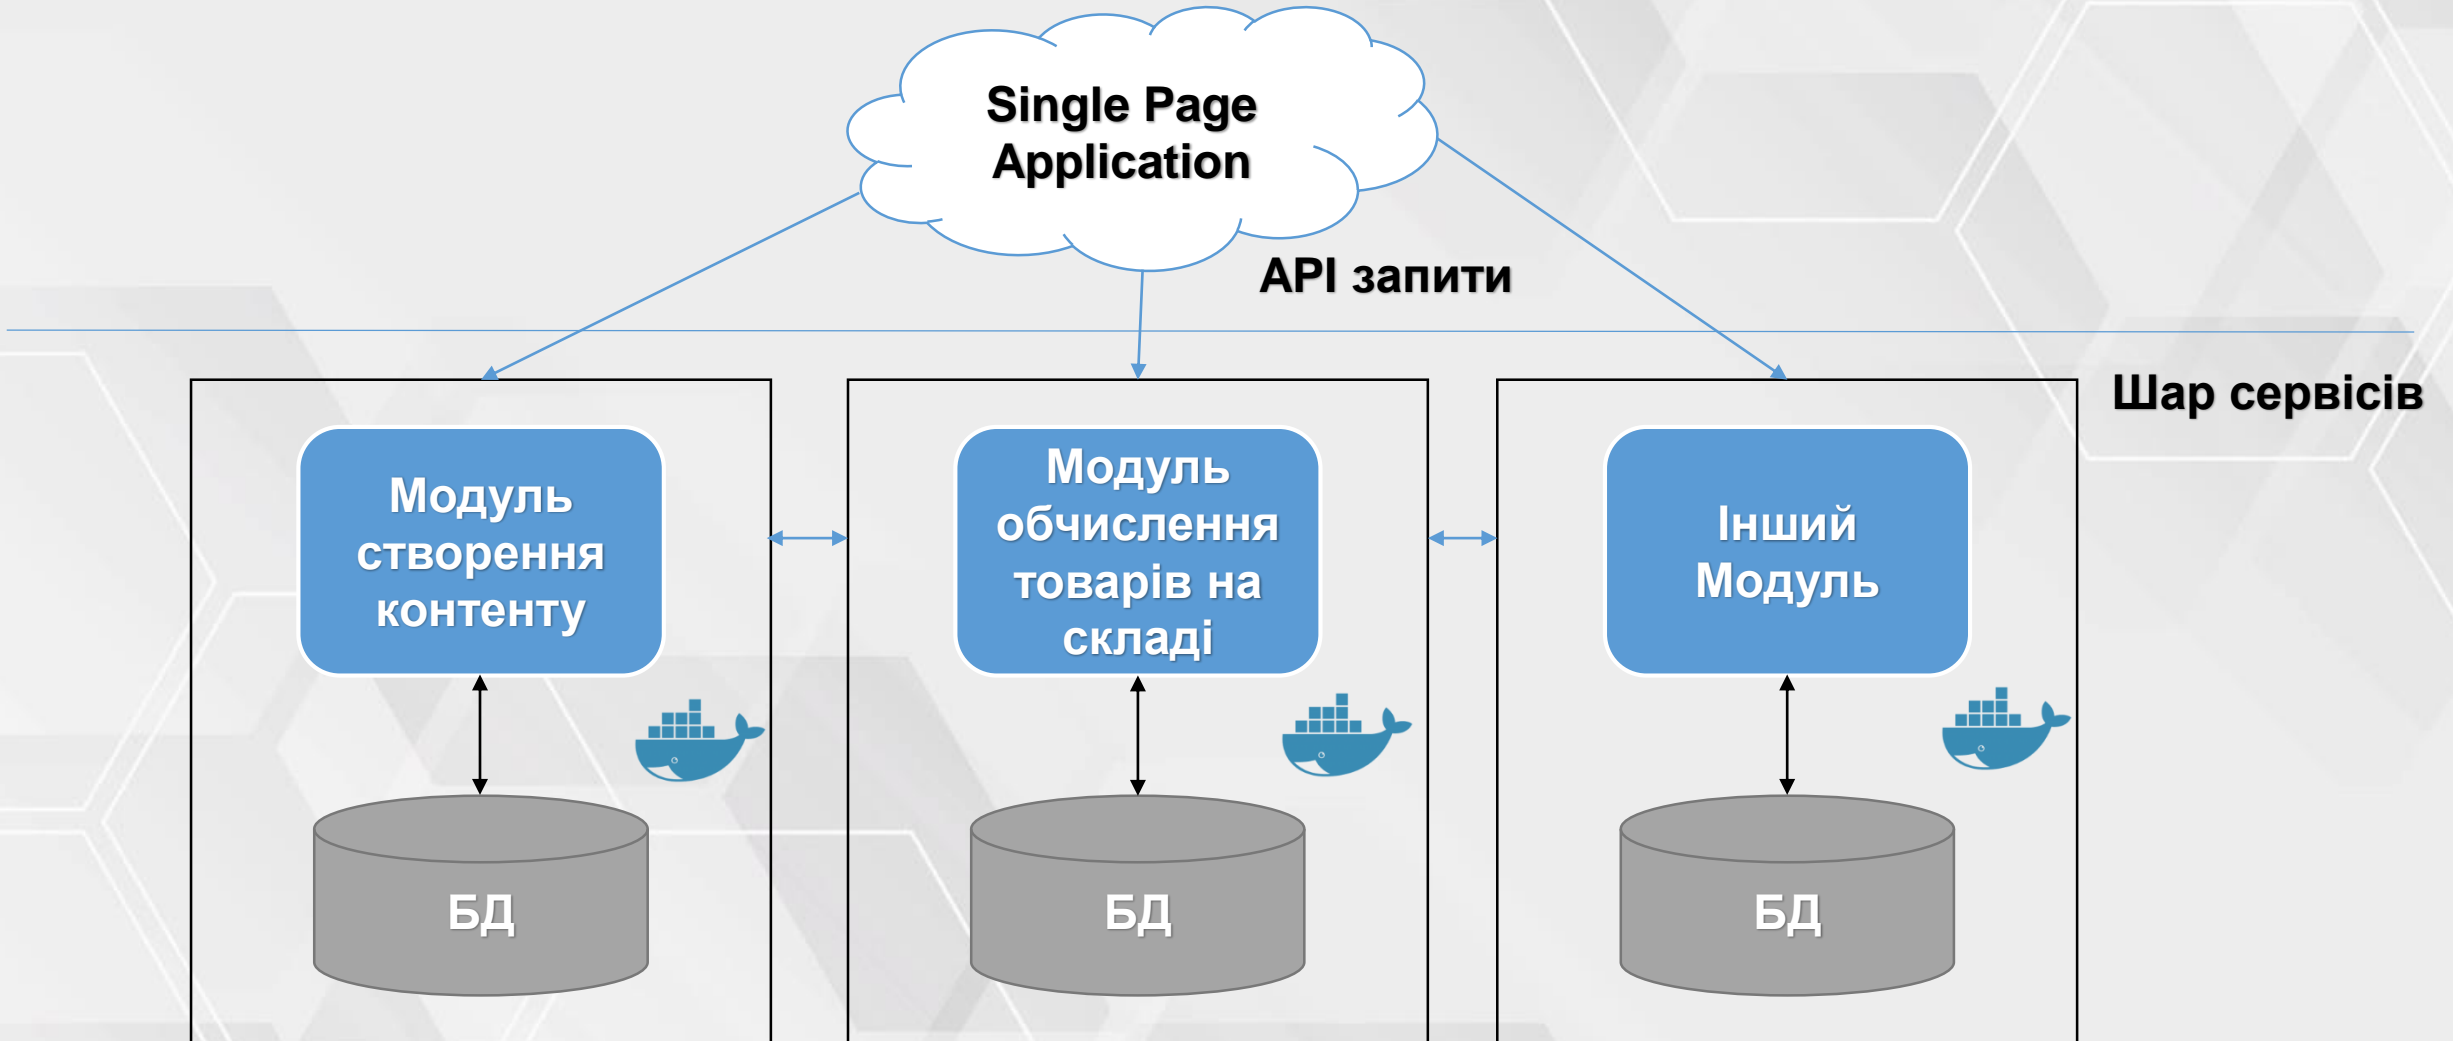 Single Page
Application
API запити
Шар сервісів
Модуль
створення
контенту
Модуль
обчислення
товарів на
складі
Інший
Модуль
БД
БД
БД